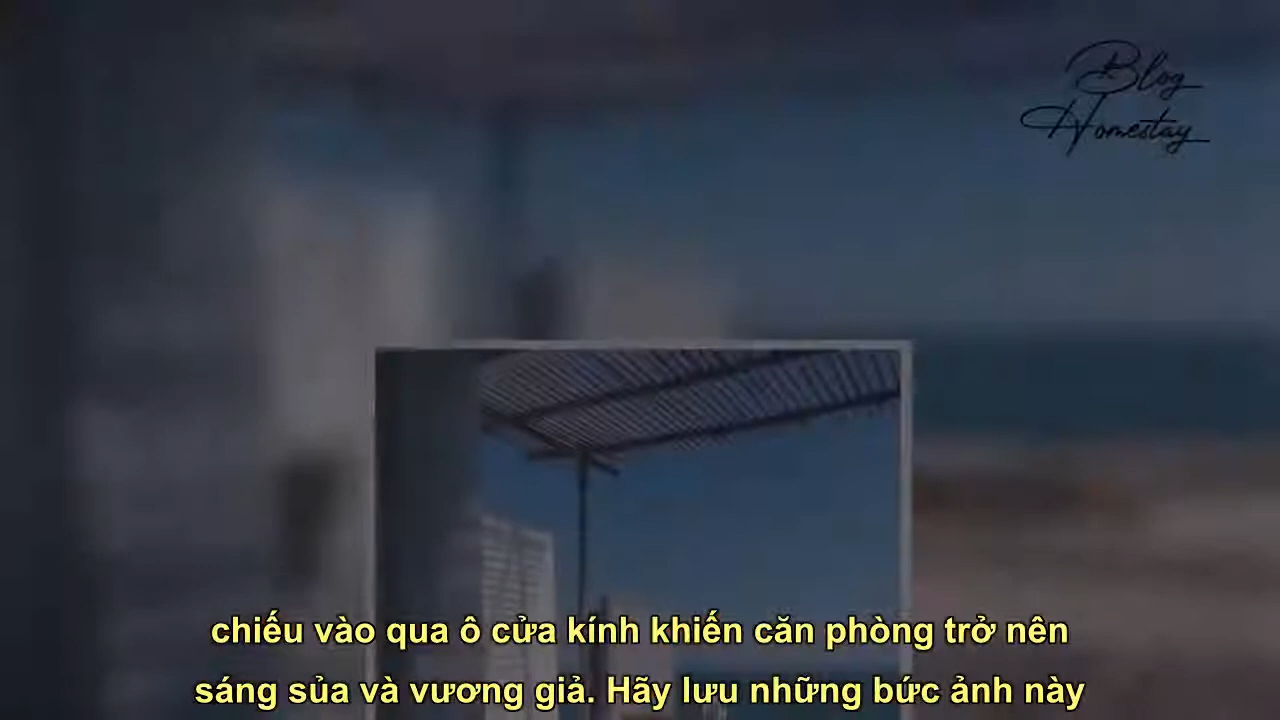 Blog
Homestay
chiếu vào qua ô cửa kính khiến căn phòng trở nên
sáng sủa và vương giả. Hãy lưu những bức ảnh này